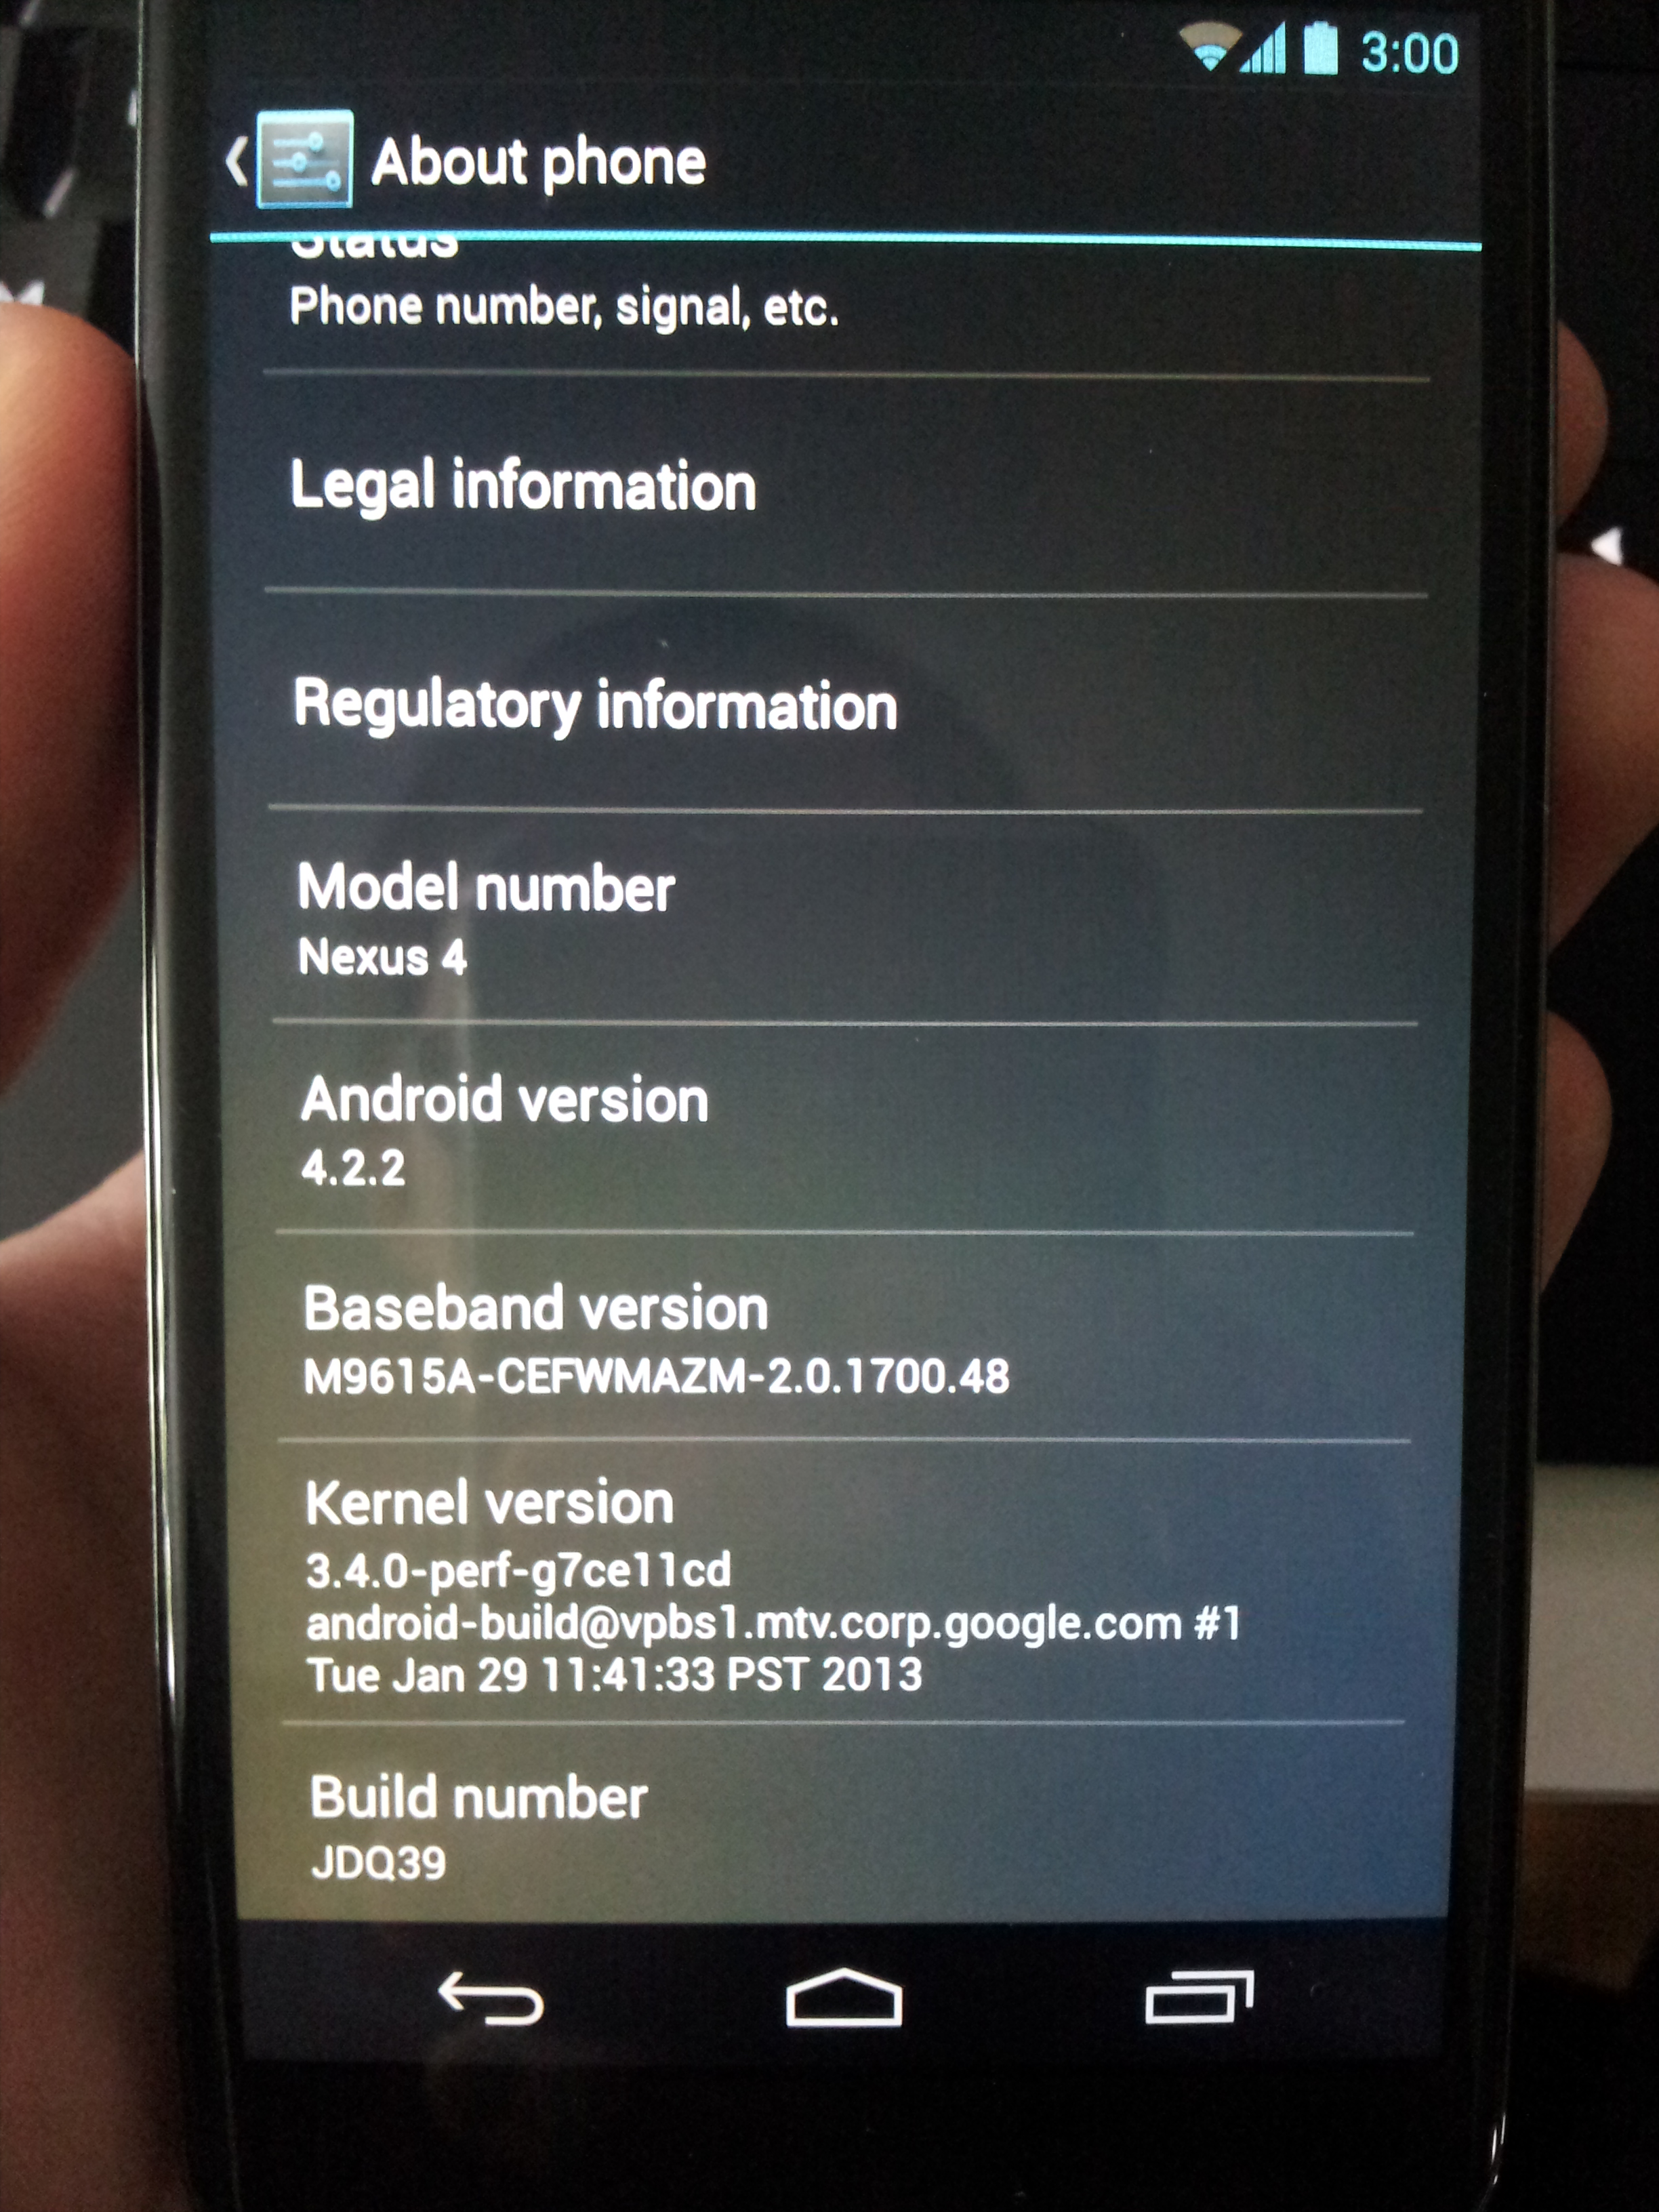 3:00
About phone
Status
Phone number, signal, etc.
Legal information
Regulatory information
Model number
Nexus 4
Android version
4.2.2
Baseband version
M9615A-CEFWMAZM-2.0.1700.48
Kernel version
3.4.0-perf-g7ce11cd
android-build@vpbs1.mtv.corp.google.com #1
Tue Jan 29 11:41:33 PST 2013
Build number
JDQ39